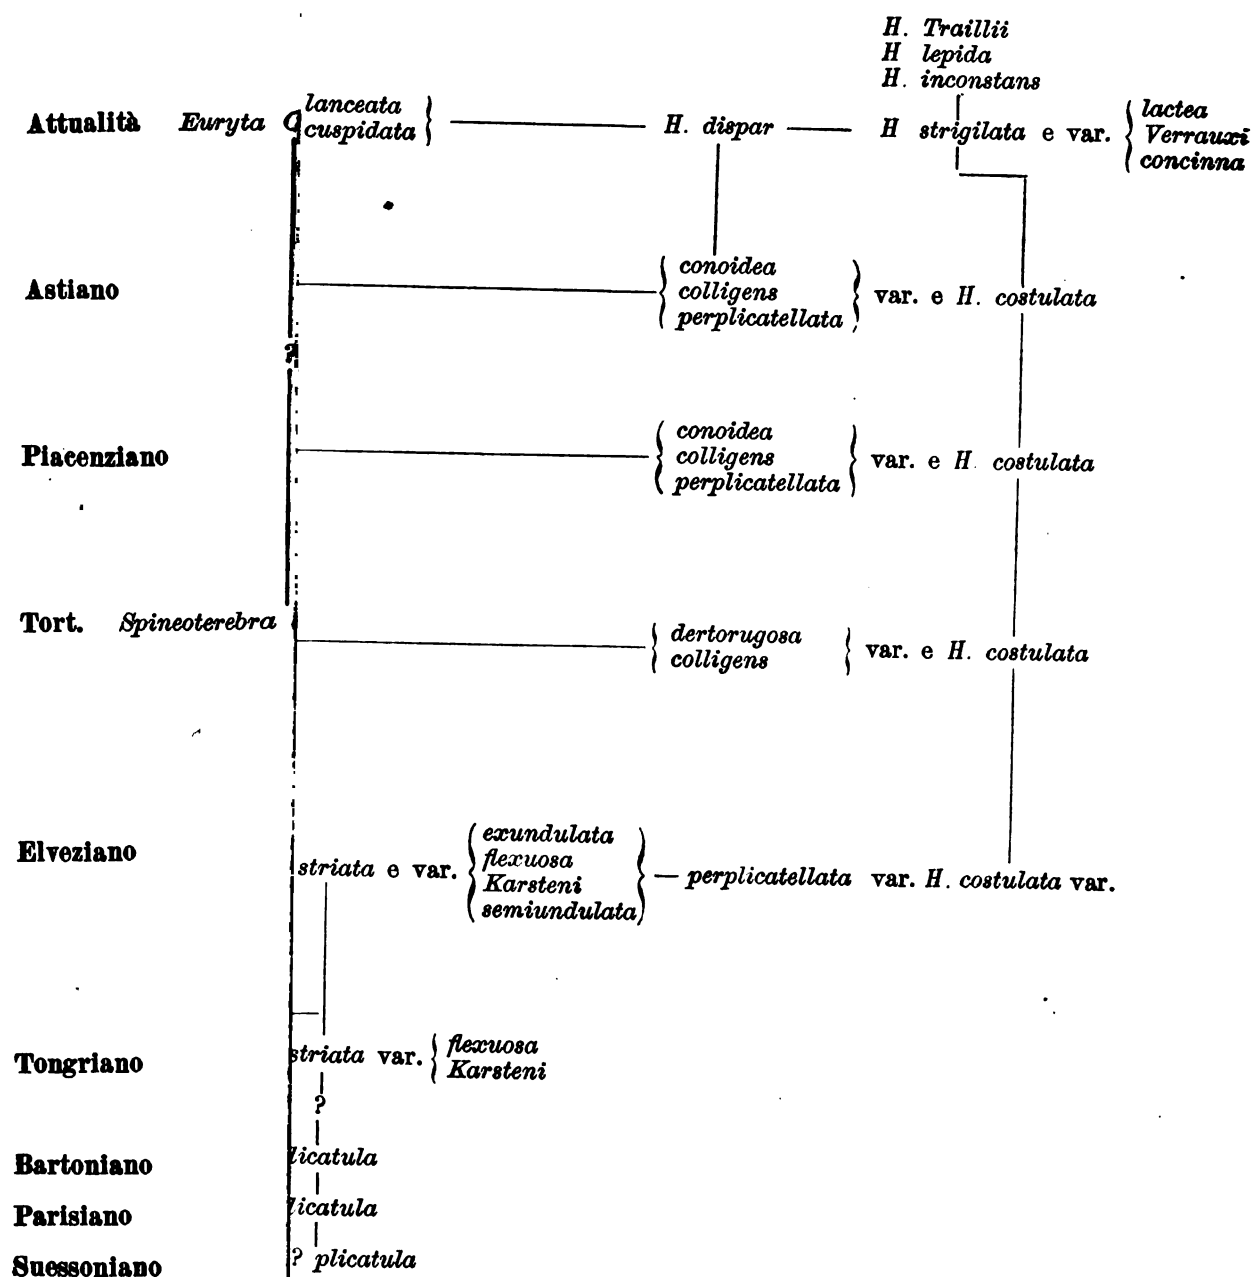 H. Traillii
H lepida
H. inconstans
Attualità Euryta lanceata cuspidata H. dispar H strigilata e var. lactea Verrauxi concinna
Astiano conoidea colligens perplicatellata var. e H. costulata
?
Piacenziano conoidea colligens perplicatellata var. e H. costulata
Tort. Spineoterebra dertorugosa colligens var. e H. costulata
Elveziano striata e var. exundulata flexuosa Karsteni semiundulata — perplicatellata var. H. costulata var.
Tongriano striata var. flexuosa Karsteni
?
Bartoniano licatula
Parisiano licatula
Suessoniano ? plicatula